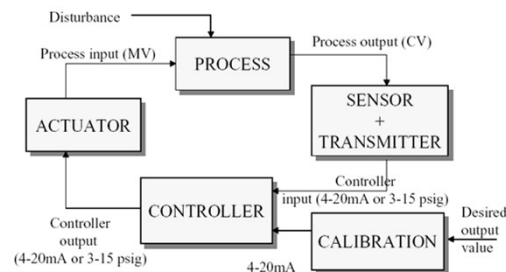 Disturbance
Process input (MV)
Process output (CV)
PROCESS
SENSOR
+
TRANSMITTER
ACTUATOR
Controller
input (4-20mA or 3-15 psig)
CONTROLLER
Controller
output
(4-20mA or 3-15 psig)
CALIBRATION
Desired
output
value
4-20mA